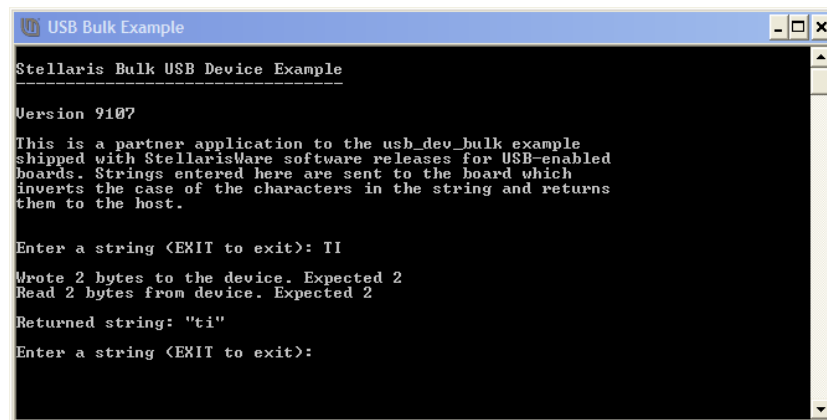 USB Bulk Example
Stellaris Bulk USB Device Example
---------------------------------
Version 9107
This is a partner application to the usb_dev_bulk example
shipped with StellarisWare software releases for USB-enabled
boards. Strings entered here are sent to the board which
inverts the case of the characters in the string and returns
them to the host.
Enter a string (EXIT to exit): TI
Wrote 2 bytes to the device. Expected 2
Read 2 bytes from device. Expected 2
Returned string: "ti"
Enter a string (EXIT to exit):